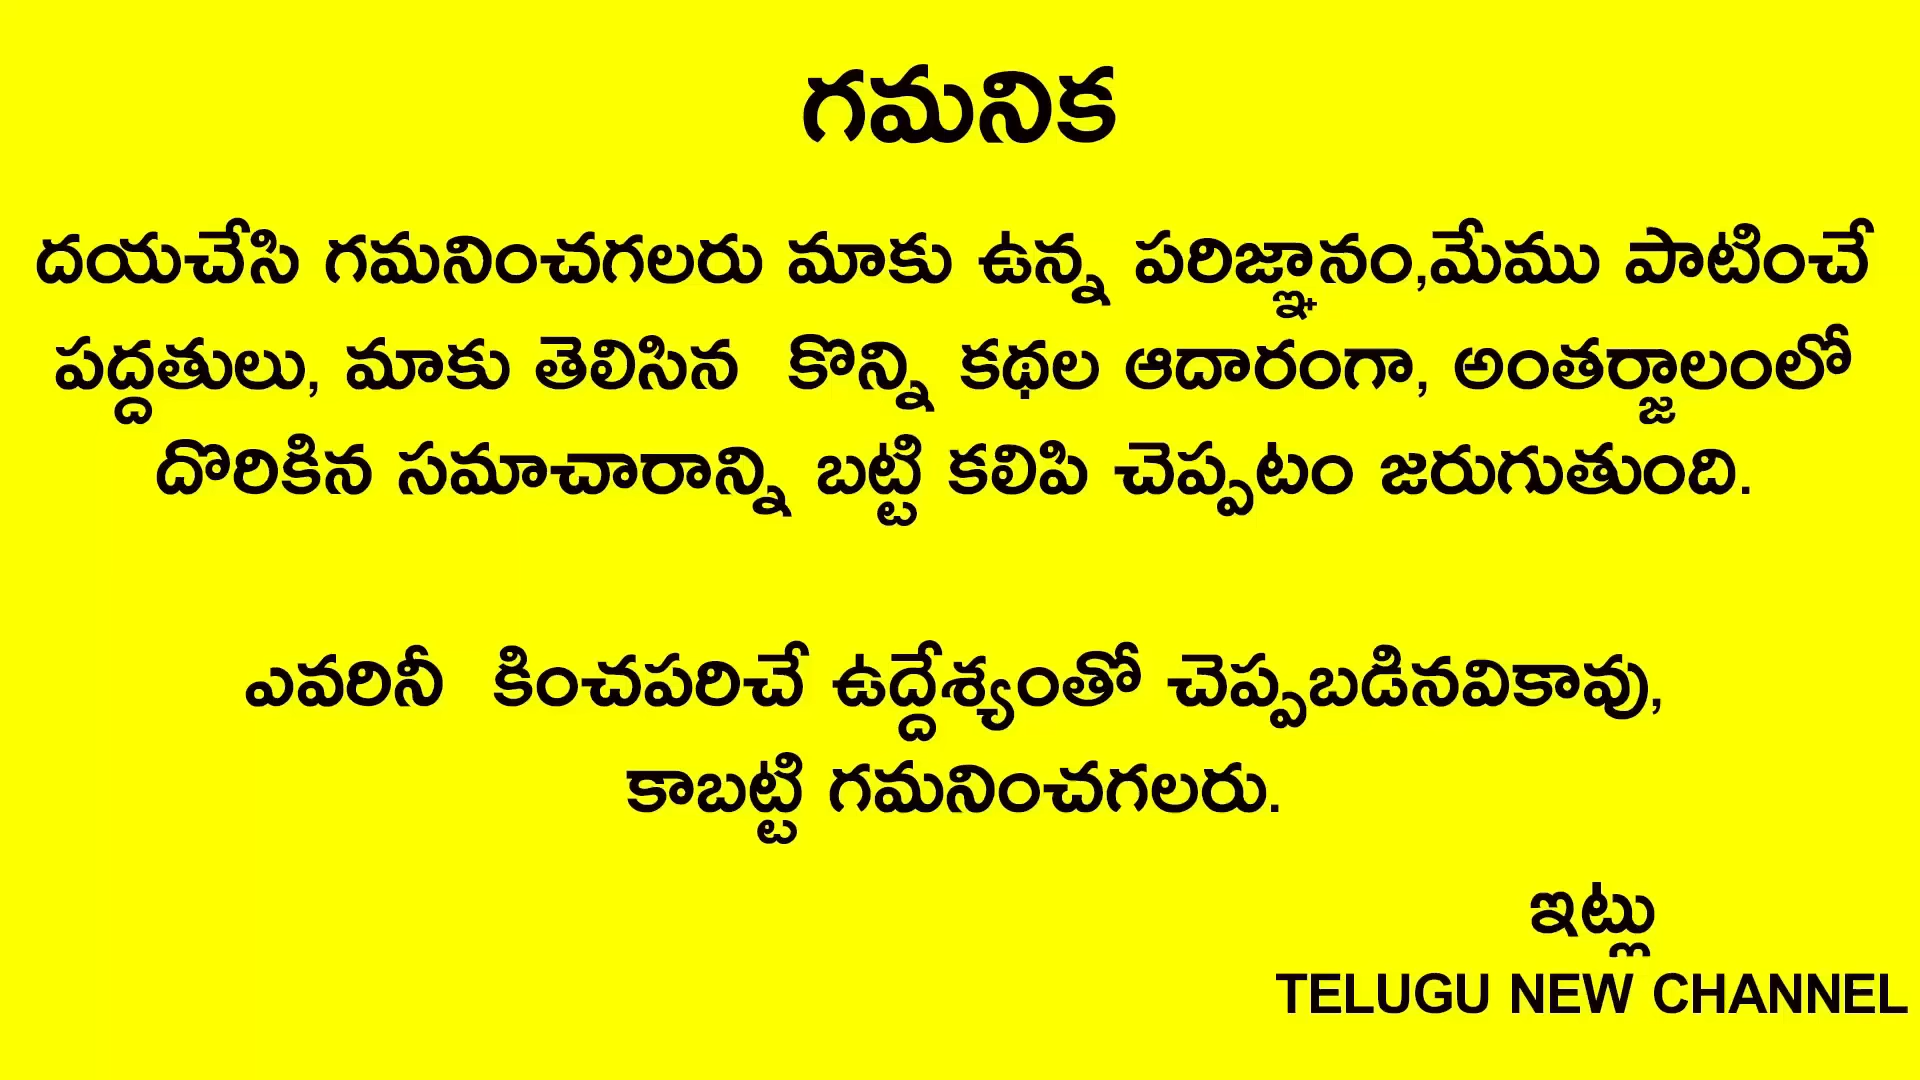 గమనిక
దయచేసి గమనించగలరు మాకు ఉన్న పరిజ్ఞానం,మేము పాటించే
పద్దతులు, మాకు తెలిసిన కొన్ని కథల ఆదారంగా, అంతర్జాలంలో
దొరికిన సమాచారాన్ని బట్టి కలిపి చెప్పటం జరుగుతుంది.
ఎవరినీ కించపరిచే ఉద్దేశ్యంతో చెప్పబడినవికావు,
కాబట్టి గమనించగలరు.
ఇట్లు
TELUGU NEW CHANNEL